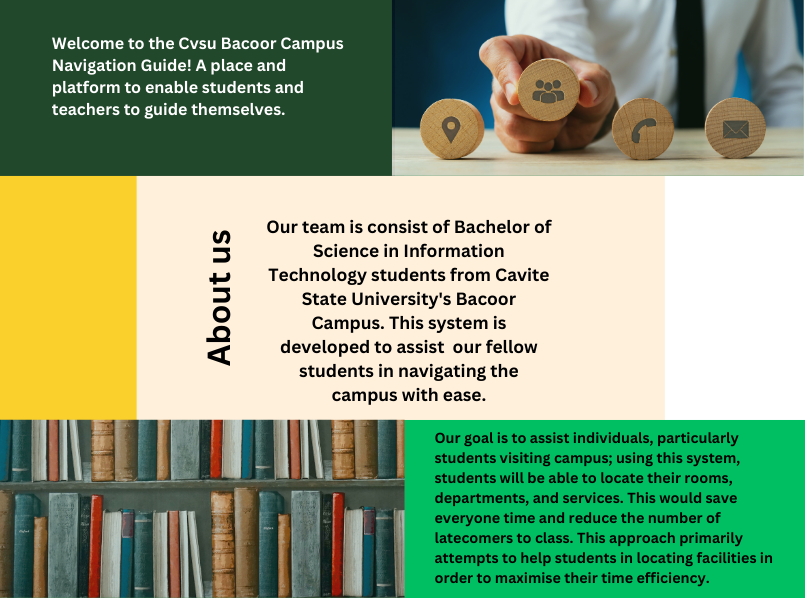 Welcome to the Cvsu Bacoor Campus
Navigation Guide! A place and
platform to enable students and
teachers to guide themselves.
About us
Our team is consist of Bachelor of
Science in Information
Technology students from Cavite
State University's Bacoor
Campus. This system is
developed to assist  our fellow
students in navigating the
campus with ease.
Our goal is to assist individuals, particularly
students visiting campus; using this system,
students will be able to locate their rooms,
departments, and services. This would save
everyone time and reduce the number of
latecomers to class. This approach primarily
attempts to help students in locating facilities in
order to maximise their time efficiency.